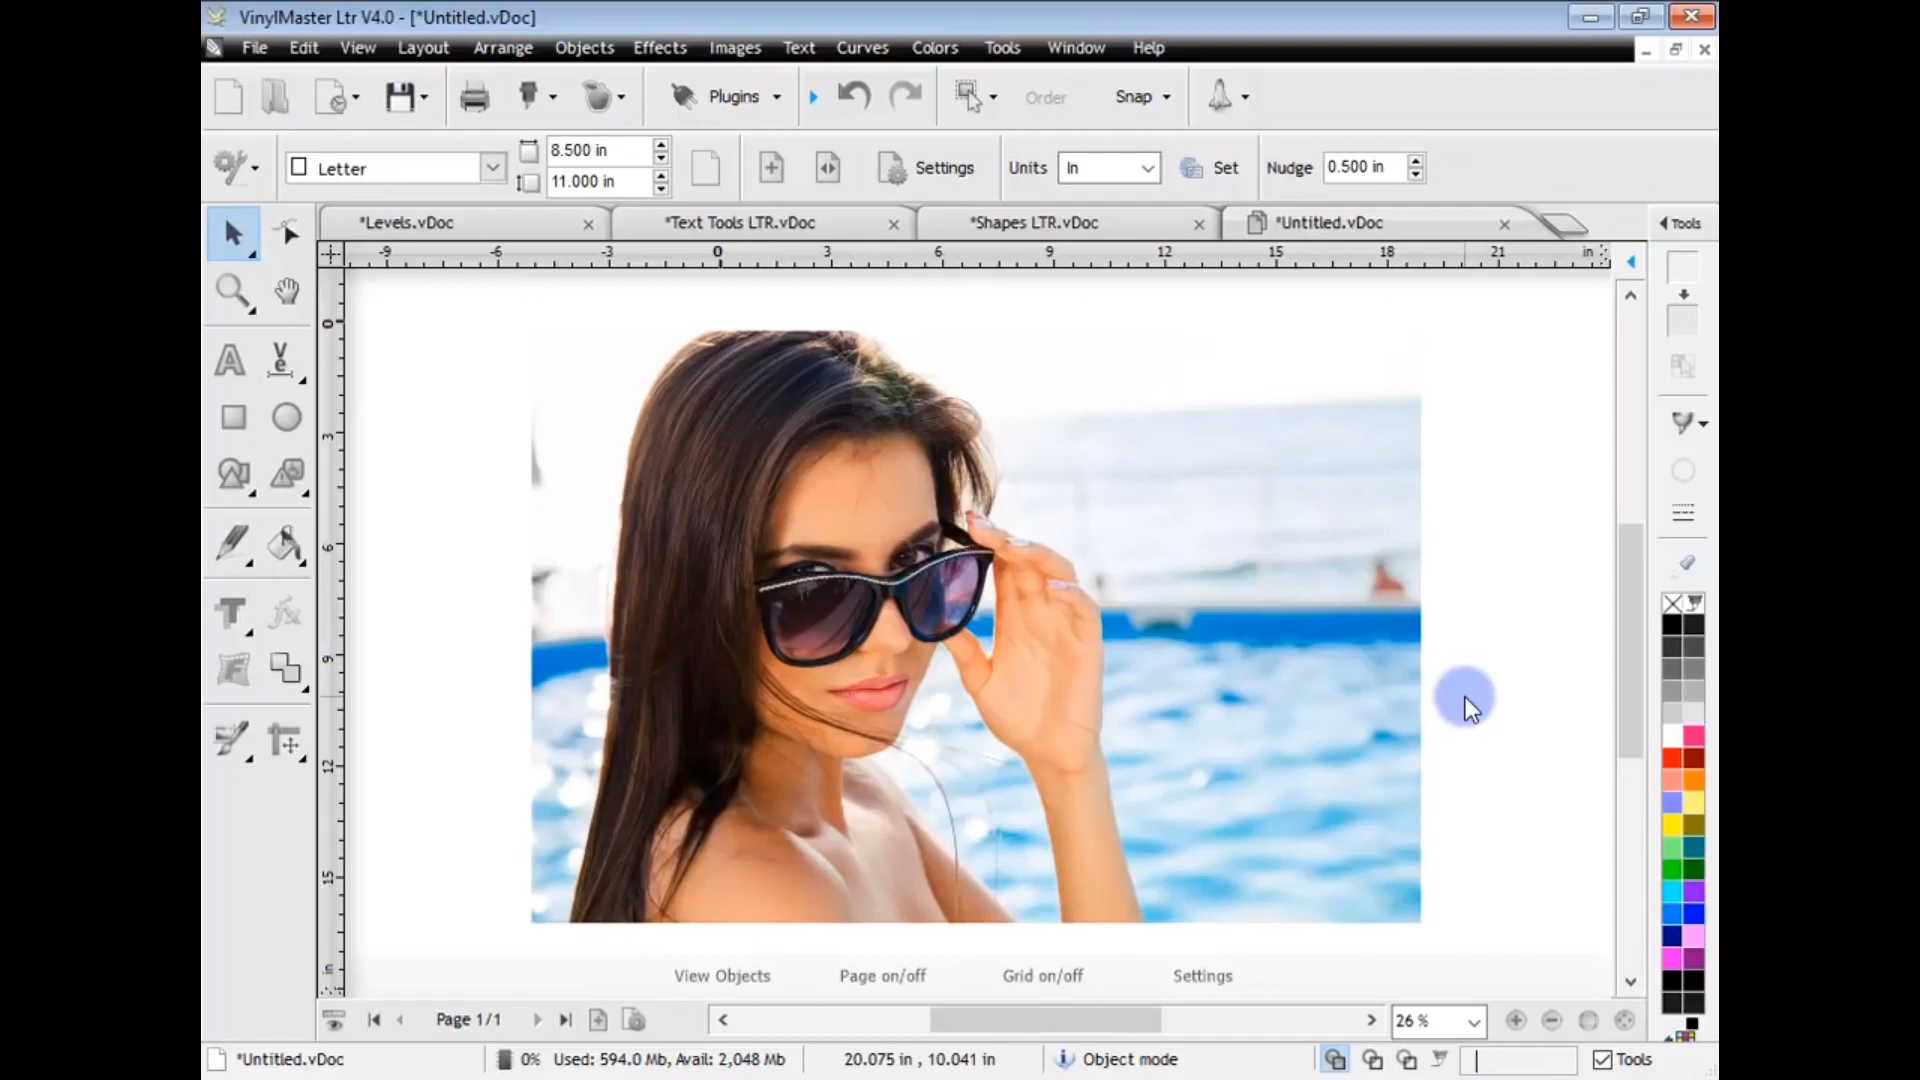 VinylMaster Ltr V4.0 - [*Untitled.vDoc]
File Edit View Layout Arrange Objects Effects Images Text Curves Colors Tools Window Help
Plugins Order Snap
Letter 8.500 in 11.000 in Settings Units In Set Nudge 0.500 in
*Levels.vDoc *Text Tools LTR.vDoc *Shapes LTR.vDoc *Untitled.vDoc Tools
-9 -6 -3 0 3 6 9 12 15 18 21 in
0
3
6
9
12
15
in
View Objects Page on/off Grid on/off Settings
Page 1/1 26 %
*Untitled.vDoc 0% Used: 594.0 Mb, Avail: 2,048 Mb 20.075 in , 10.041 in Object mode Tools